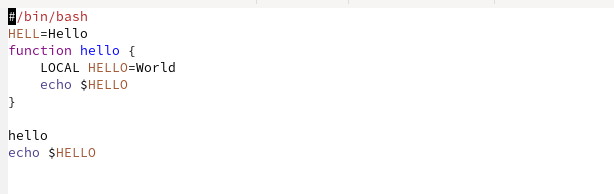 #/bin/bash
HELL=Hello
function hello {
    LOCAL HELLO=World
    echo $HELLO
}

hello
echo $HELLO